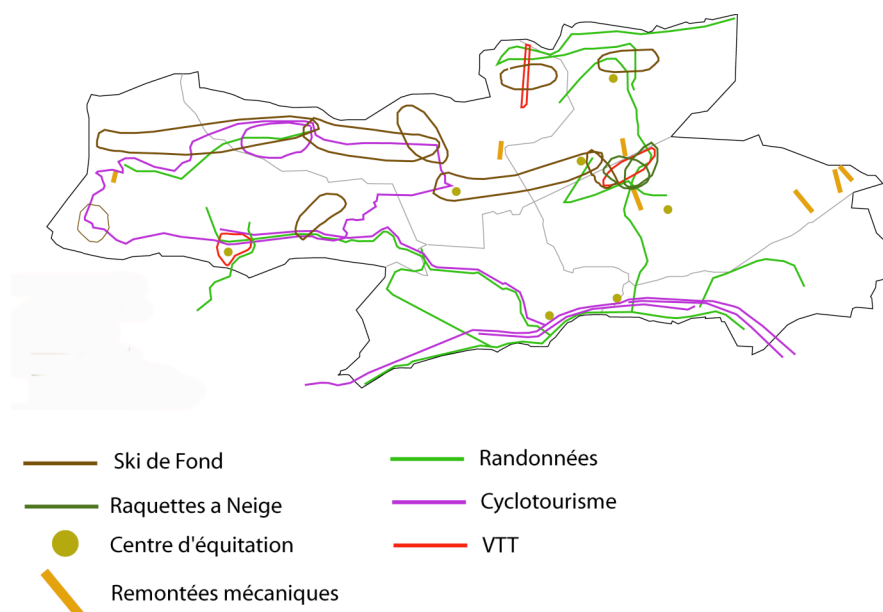 Ski de Fond
Randonnées
Raquettes a Neige
Cyclotourisme
Centre d'équitation
VTT
Remontées mécaniques